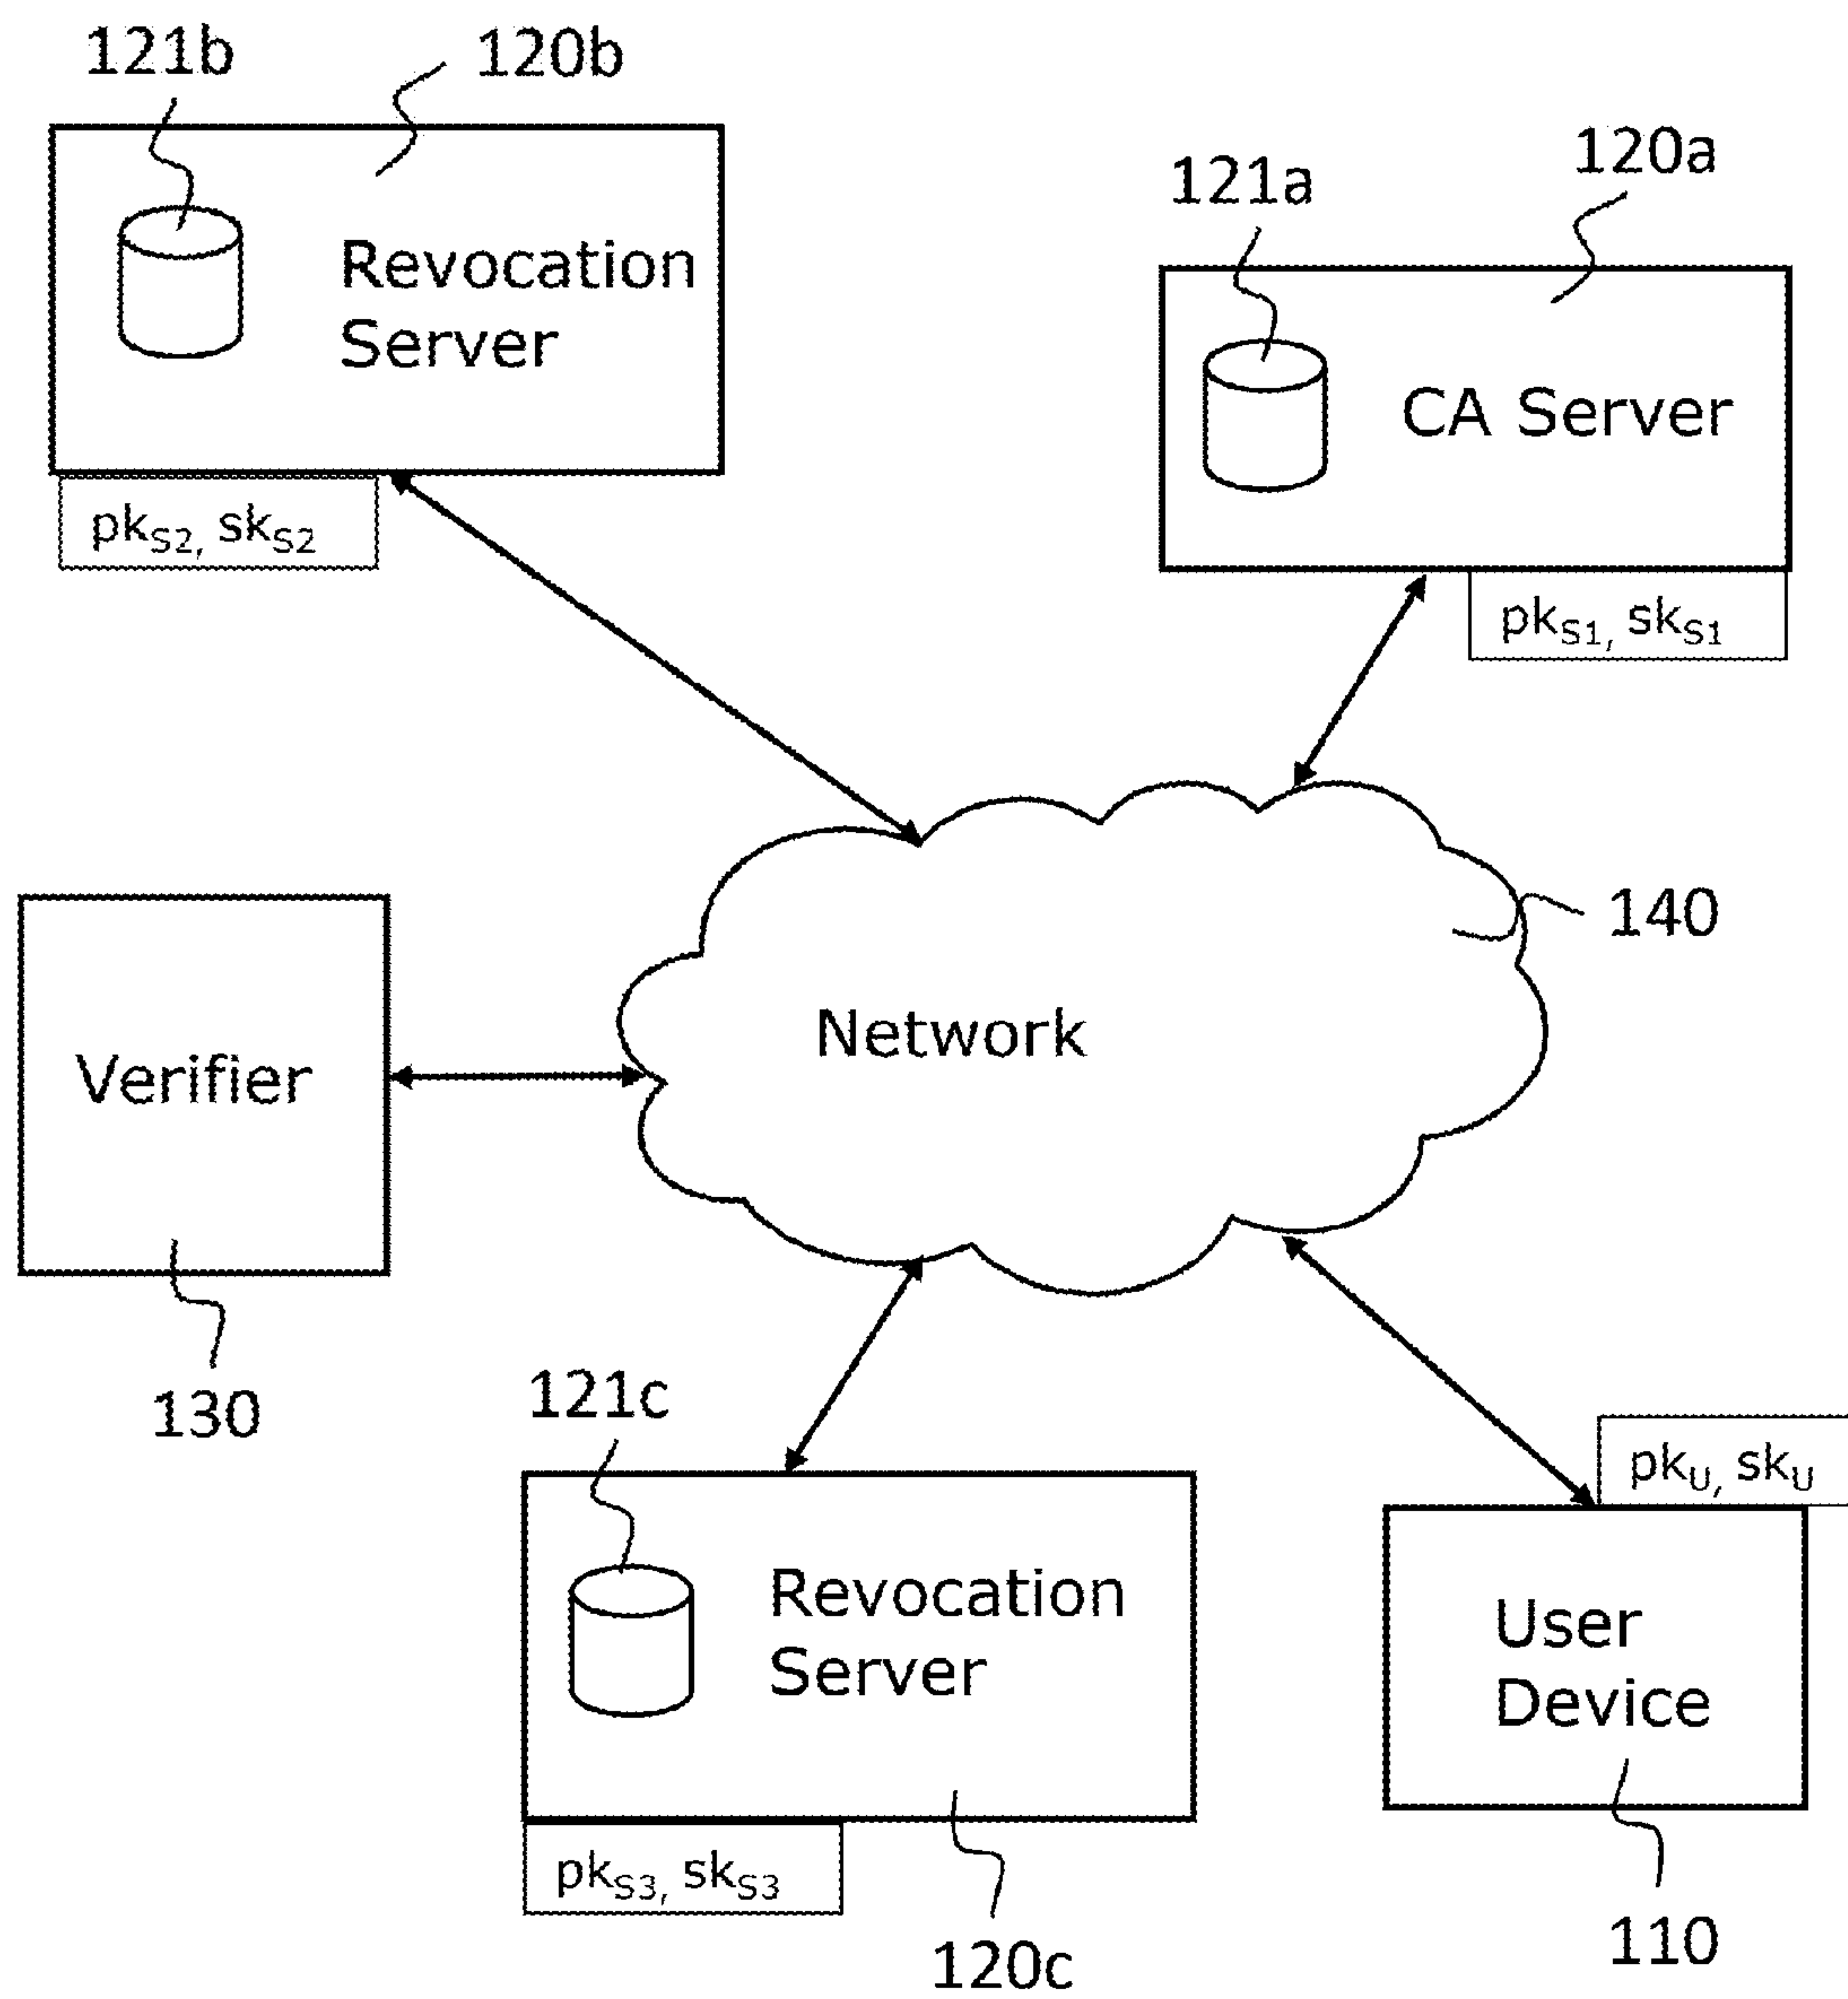 121b
120b
Revocation
Server
pkS2, skS2
121a
120a
CA Server
pkS1, skS1
140
Network
Verifier
130
121c
Revocation
Server
pkS3, skS3
120c
pkU, skU
User
Device
110